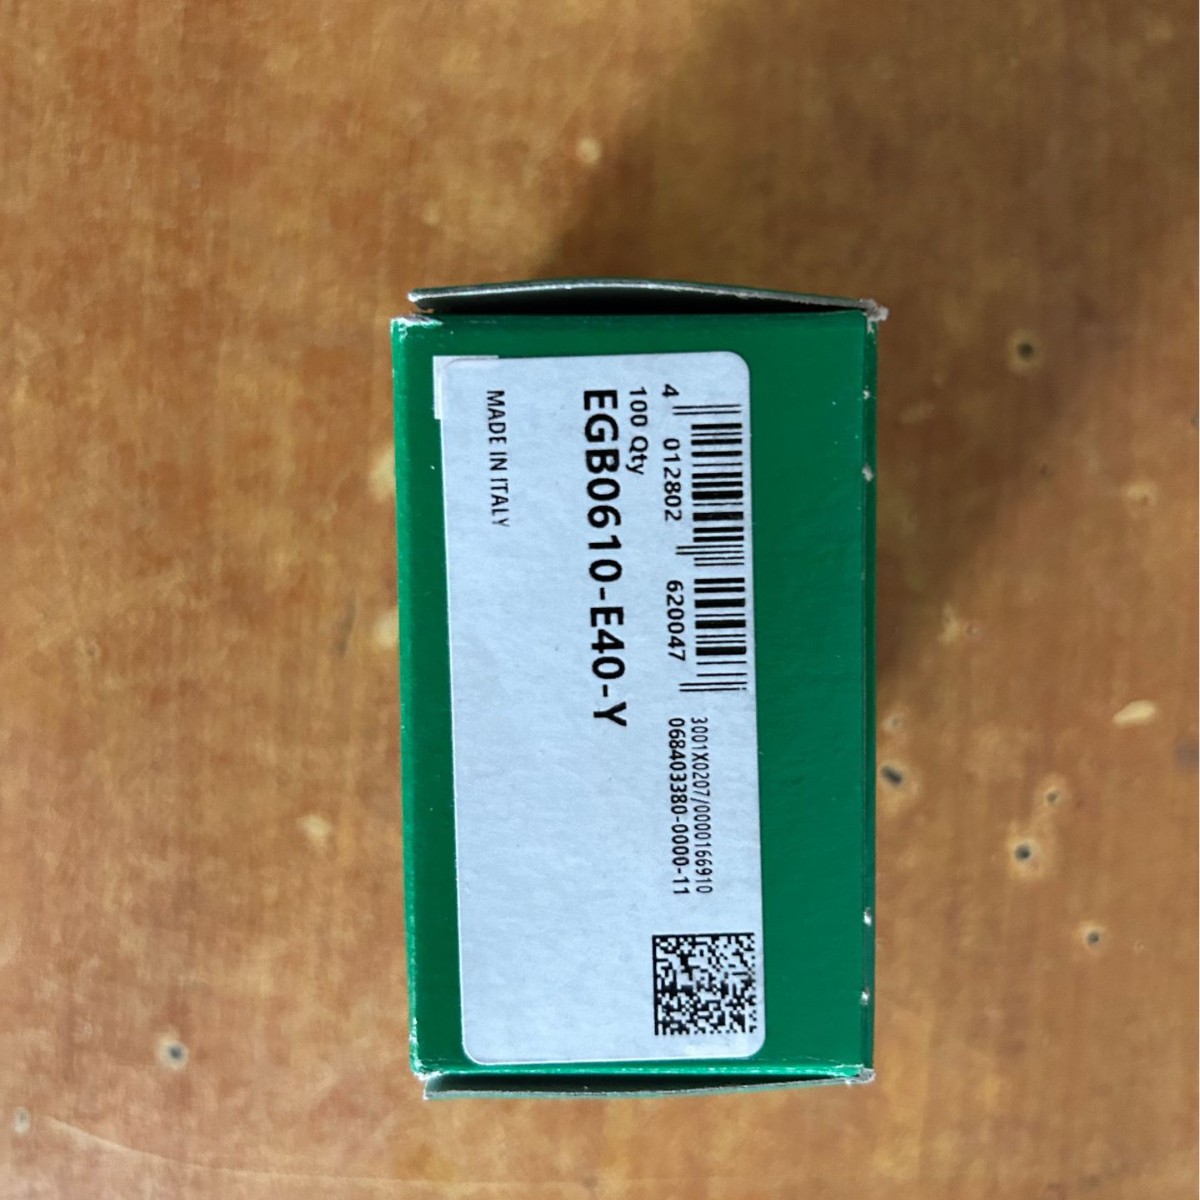 4 012802 620047
3001X0207/0000166910
068403380-0000-11
100 Qty
EGB0610-E40-Y
MADE IN ITALY